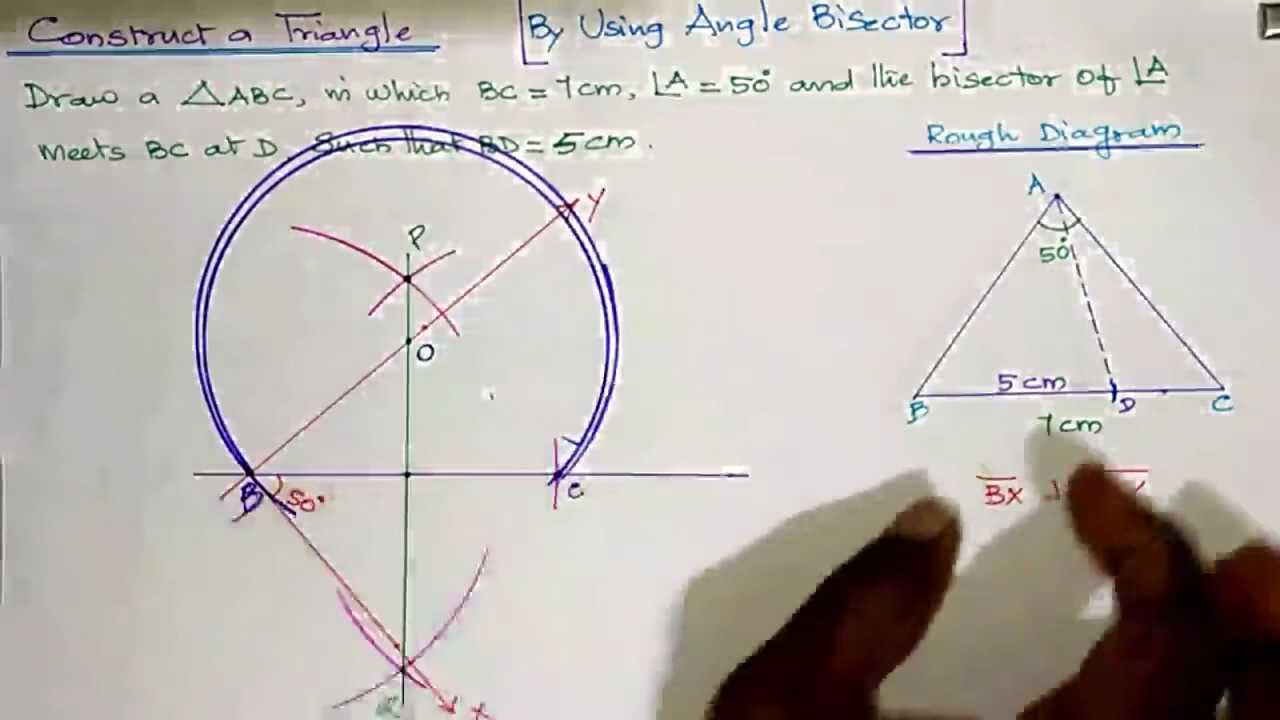 Construct a Triangle [By Using Angle Bisector]
Draw a △ABC, in which BC = 7cm, ∠A = 50° and the bisector of ∠A
meets BC at D Such that BD = 5cm.
Rough Diagram
A
50°
5cm
B D C
7cm
BX
Y
P
O
B 50° C
X